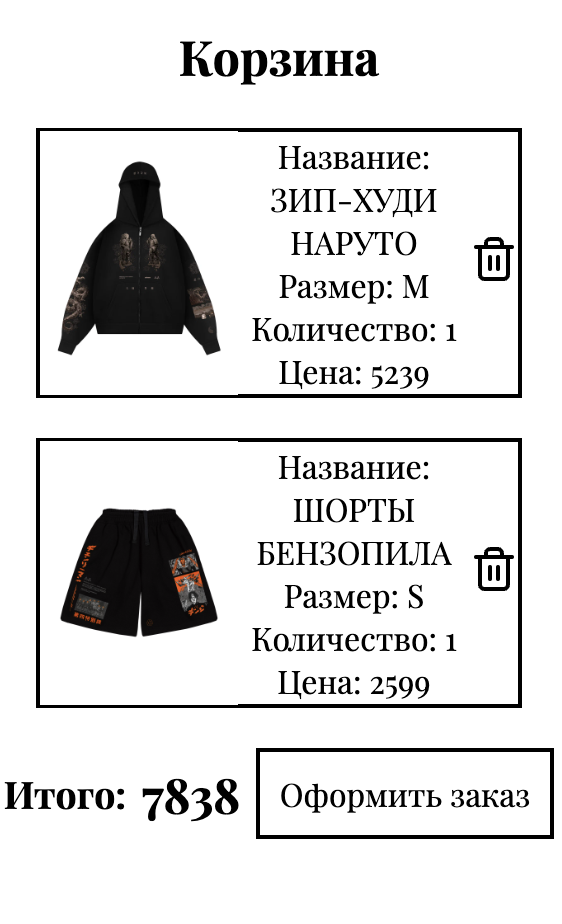 Корзина
Название:
ЗИП-ХУДИ
НАРУТО
Размер: M
Количество: 1
Цена: 5239
Название:
ШОРТЫ
БЕНЗОПИЛА
Размер: S
Количество: 1
Цена: 2599
Итого: 7838
Оформить заказ